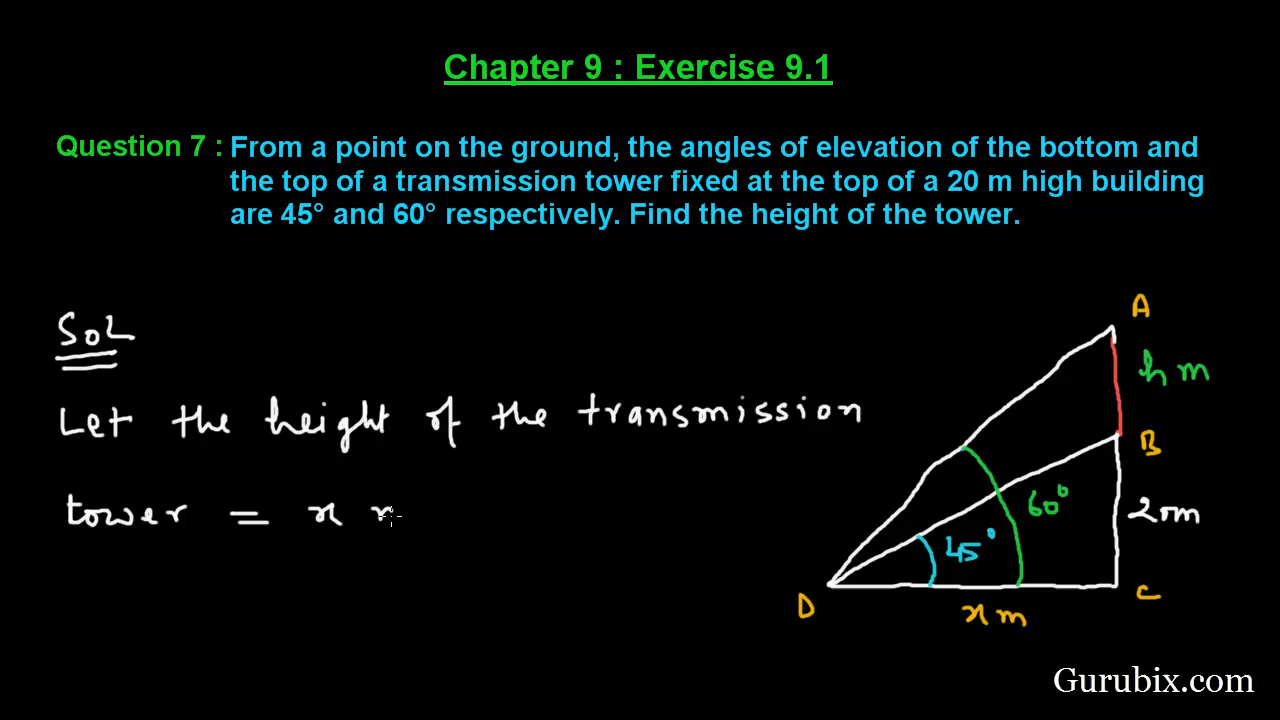 Chapter 9 : Exercise 9.1
Question 7 : From a point on the ground, the angles of elevation of the bottom and
the top of a transmission tower fixed at the top of a 20 m high building
are 45° and 60° respectively. Find the height of the tower.
Sol
Let the height of the transmission
tower = x
A
h m
B
60°
20m
45°
D
x m
C
Gurubix.com